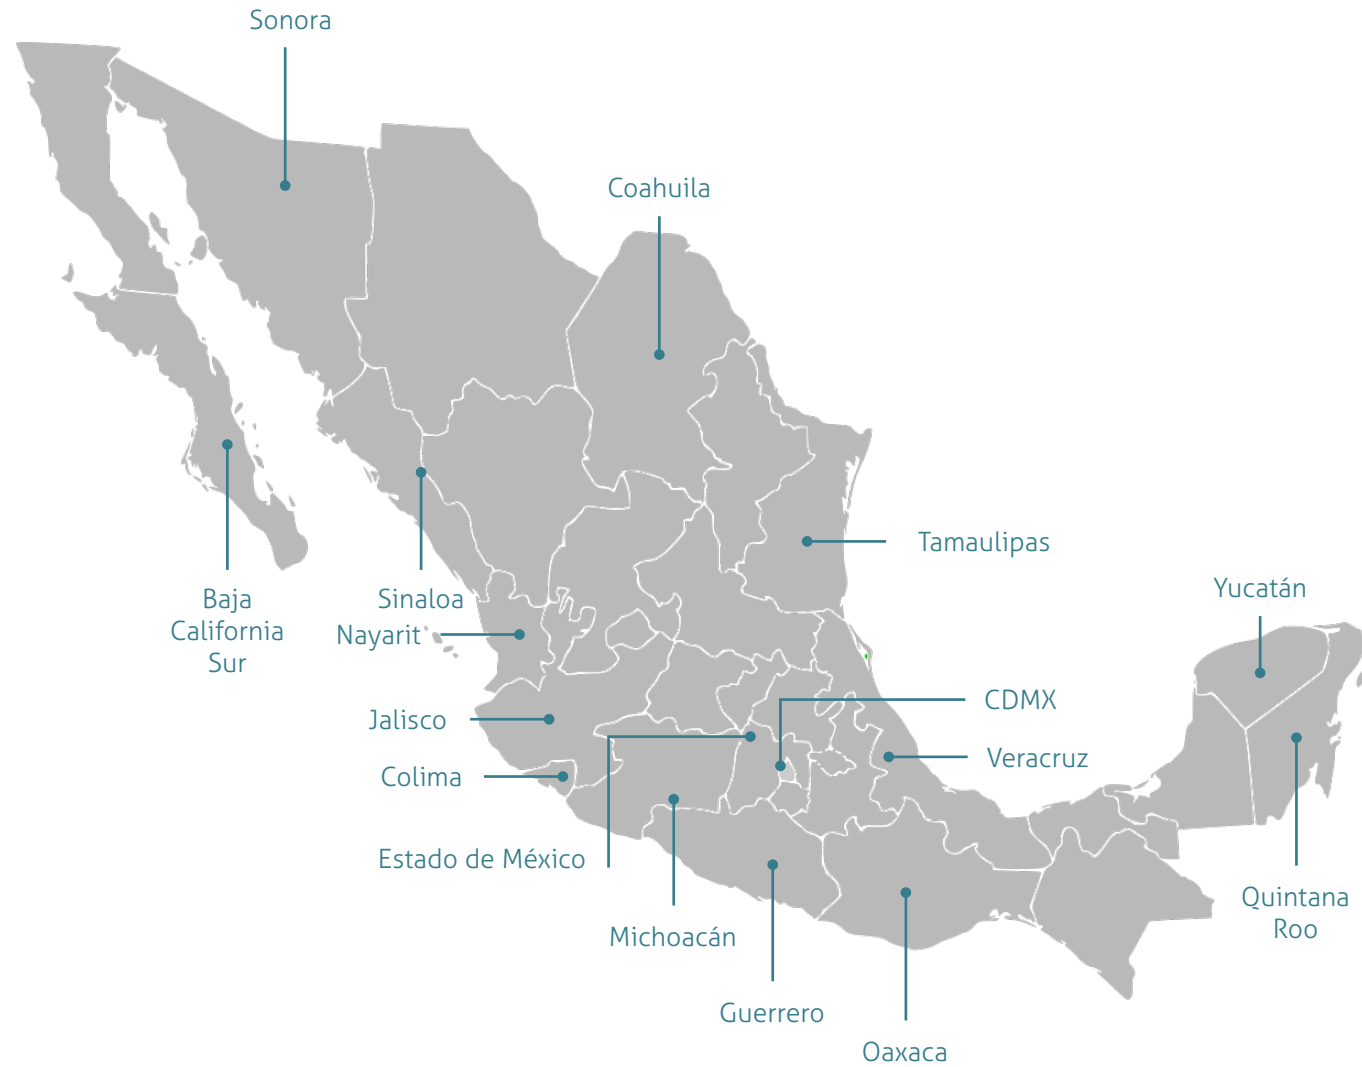 Sonora
Coahuila
Tamaulipas
Yucatán
Baja
California
Sur
Sinaloa
Nayarit
CDMX
Jalisco
Veracruz
Colima
Estado de México
Quintana
Roo
Michoacán
Guerrero
Oaxaca